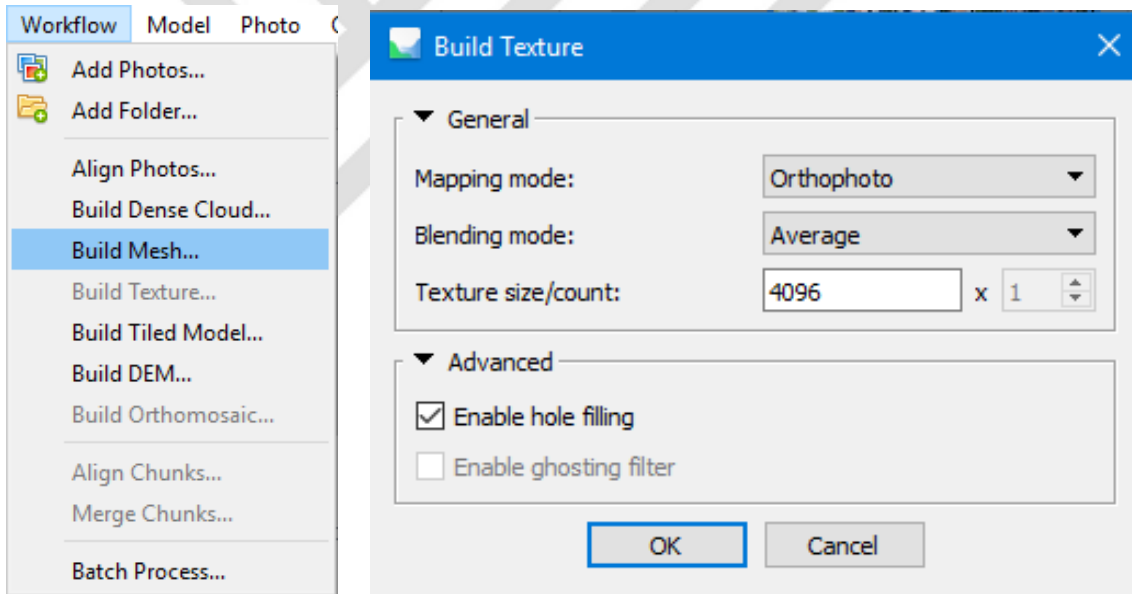 Workflow Model Photo
Add Photos...
Add Folder...
Align Photos...
Build Dense Cloud...
Build Mesh...
Build Texture...
Build Tiled Model...
Build DEM...
Build Orthomosaic...
Align Chunks...
Merge Chunks...
Batch Process...
Build Texture
General
Mapping mode: Orthophoto
Blending mode: Average
Texture size/count: 4096 x 1
Advanced
Enable hole filling
Enable ghosting filter
OK Cancel